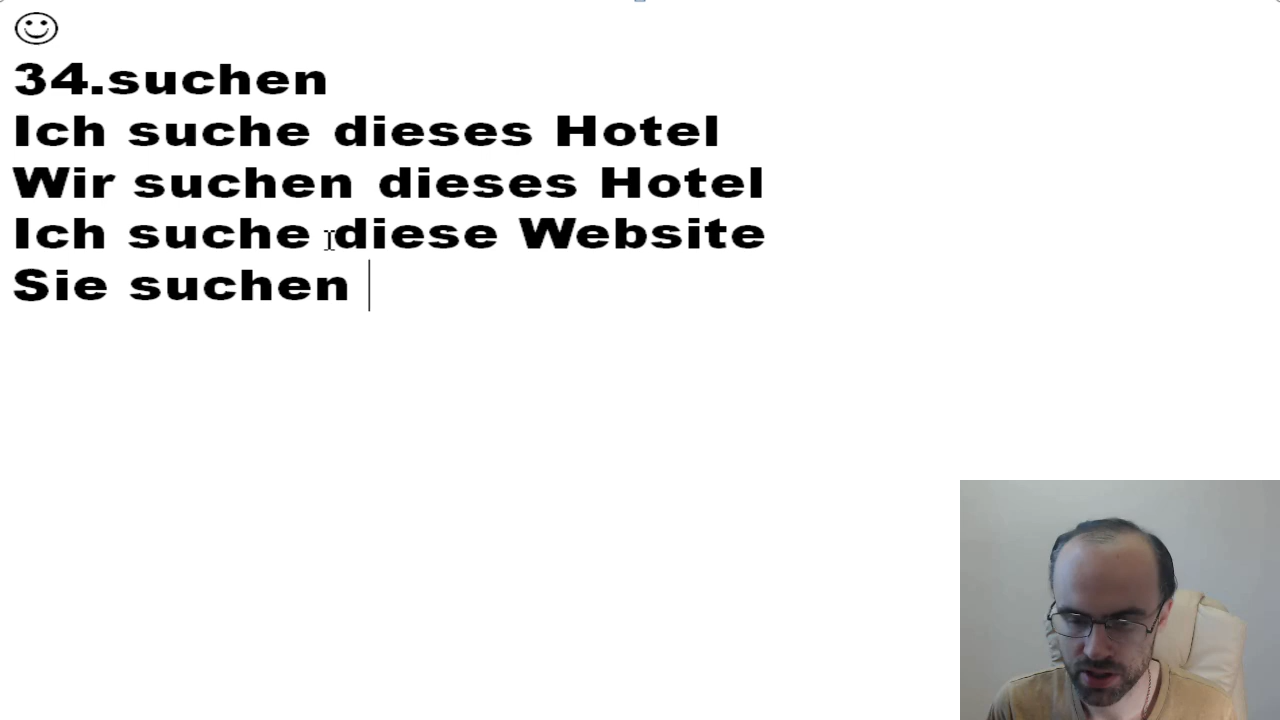 34.suchen
Ich suche dieses Hotel
Wir suchen dieses Hotel
Ich suche diese Website
Sie suchen